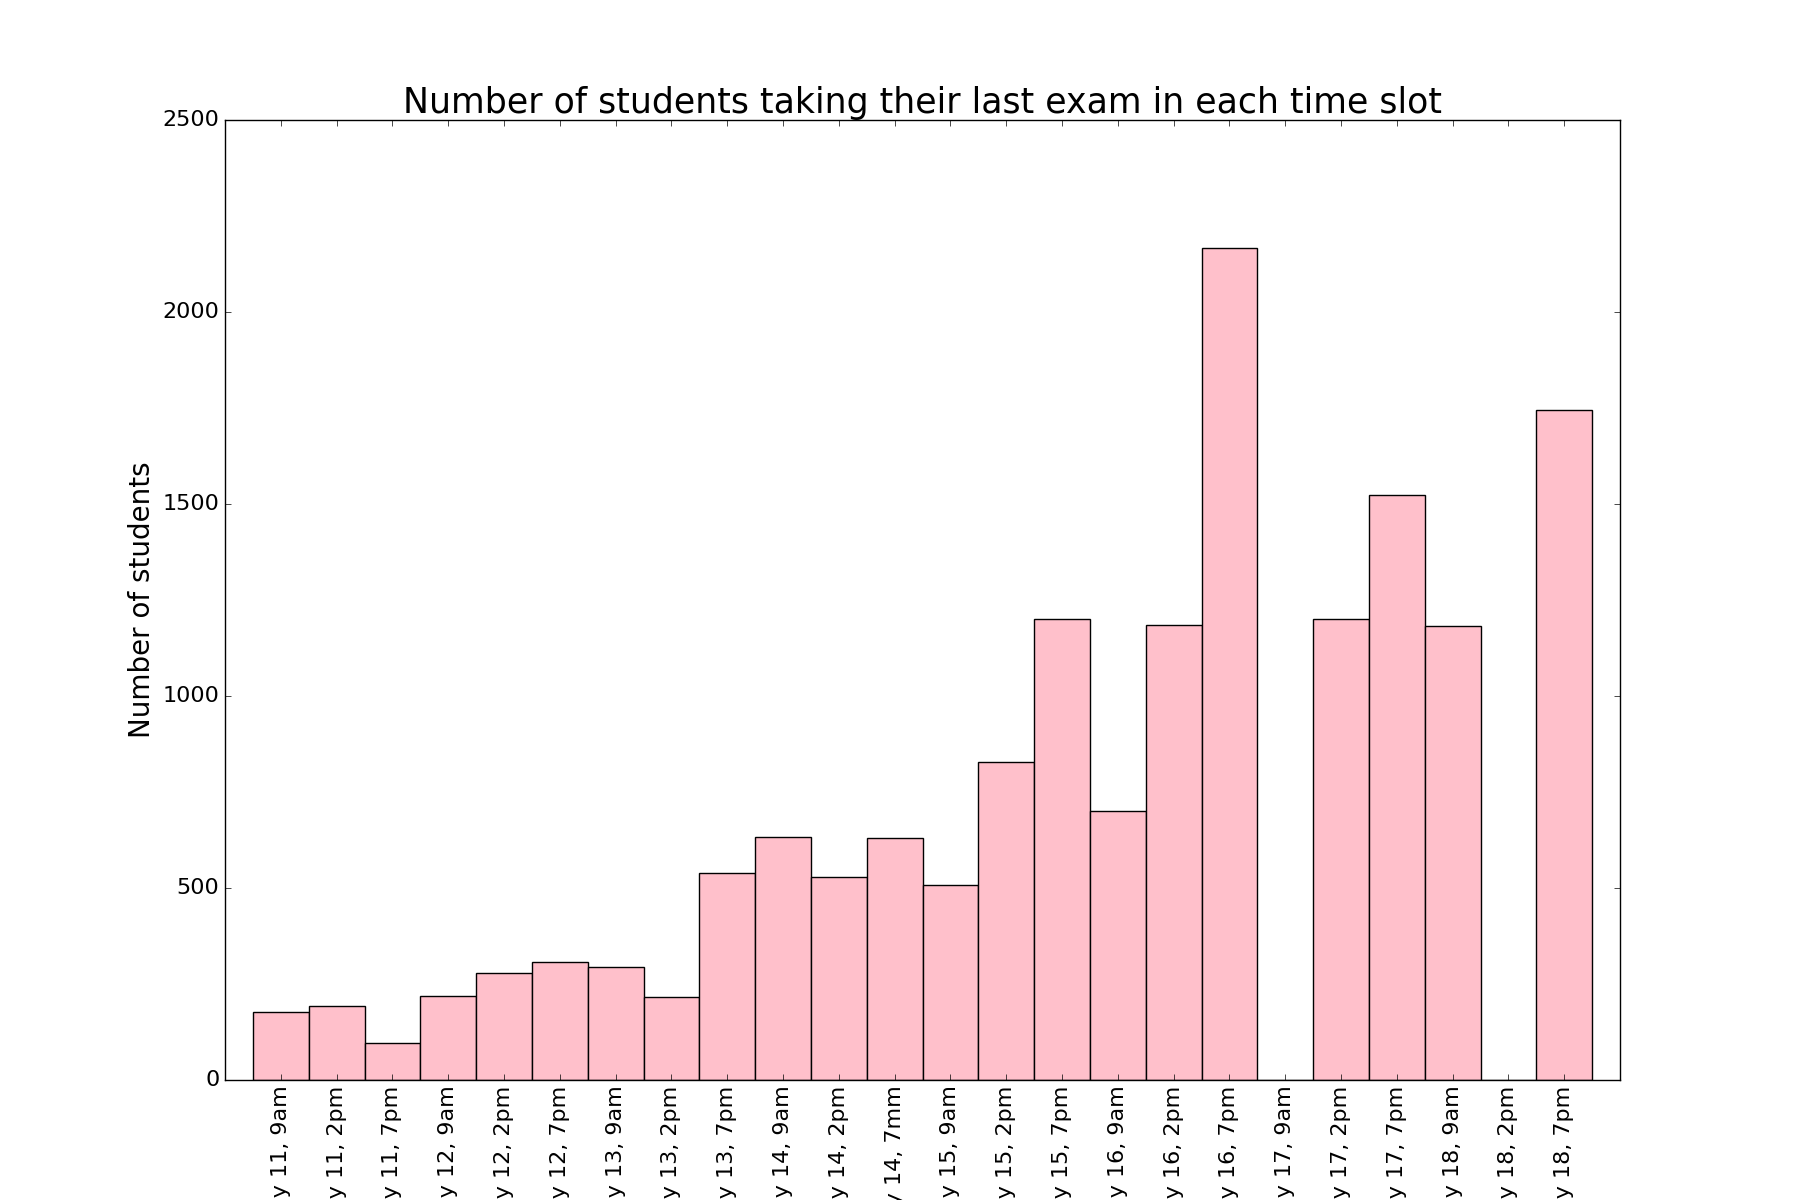 Number of students taking their last exam in each time slot
Number of students
2500
2000
1500
1000
500
0
y 11, 9am
y 11, 2pm
y 11, 7pm
y 12, 9am
y 12, 2pm
y 12, 7pm
y 13, 9am
y 13, 2pm
y 13, 7pm
y 14, 9am
y 14, 2pm
y 14, 7mm
y 15, 9am
y 15, 2pm
y 15, 7pm
y 16, 9am
y 16, 2pm
y 16, 7pm
y 17, 9am
y 17, 2pm
y 17, 7pm
y 18, 9am
y 18, 2pm
y 18, 7pm